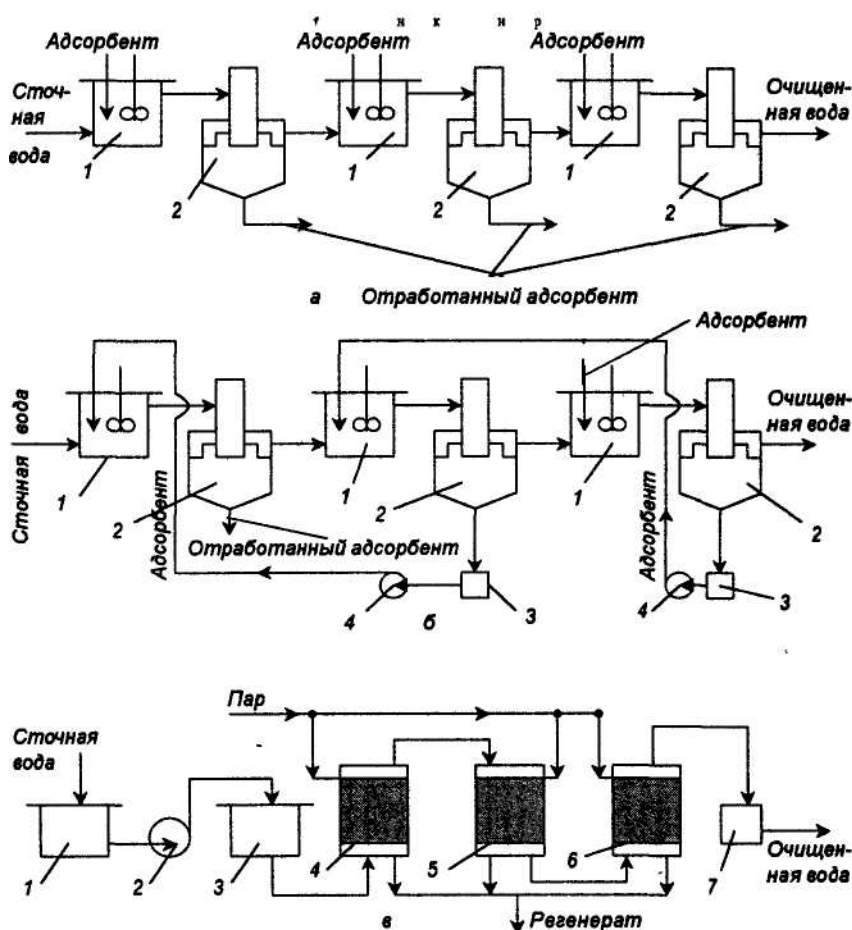 н к н р
Адсорбент Адсорбент Адсорбент
Сточ-
ная
вода
Очищен-
ная вода
1 1 1
2 2 2
а Отработанный адсорбент
Адсорбент
Сточная вода
Очищен-
ная вода
1 1 1
2 2 2
Адсорбент
Отработанный адсорбент
Адсорбент
4 3 4 3
б
Пар
Сточная
вода
1 2 3 4 5 6 7
Очищен-
ная вода
в Регенерат